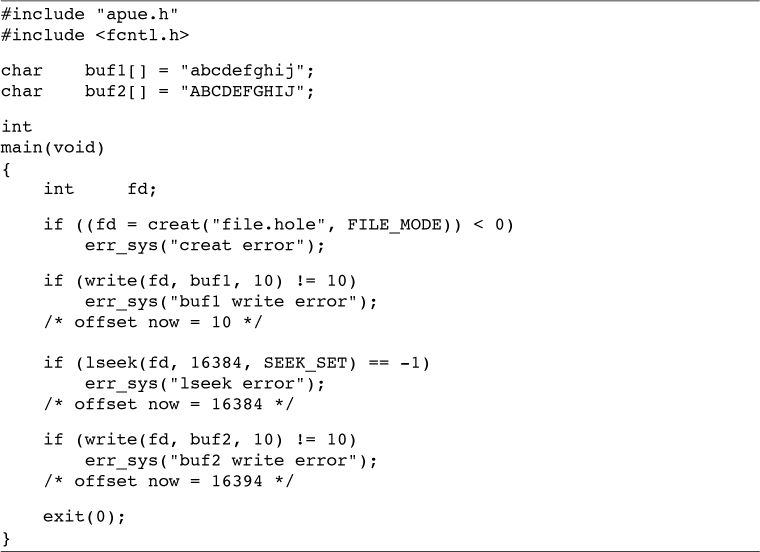 #include "apue.h"
#include <fcntl.h>
char    buf1[] = "abcdefghij";
char    buf2[] = "ABCDEFGHIJ";
int
main(void)
{
    int     fd;
    if ((fd = creat("file.hole", FILE_MODE)) < 0)
        err_sys("creat error");
    if (write(fd, buf1, 10) != 10)
        err_sys("buf1 write error");
    /* offset now = 10 */
    if (lseek(fd, 16384, SEEK_SET) == -1)
        err_sys("lseek error");
    /* offset now = 16384 */
    if (write(fd, buf2, 10) != 10)
        err_sys("buf2 write error");
    /* offset now = 16394 */
    exit(0);
}